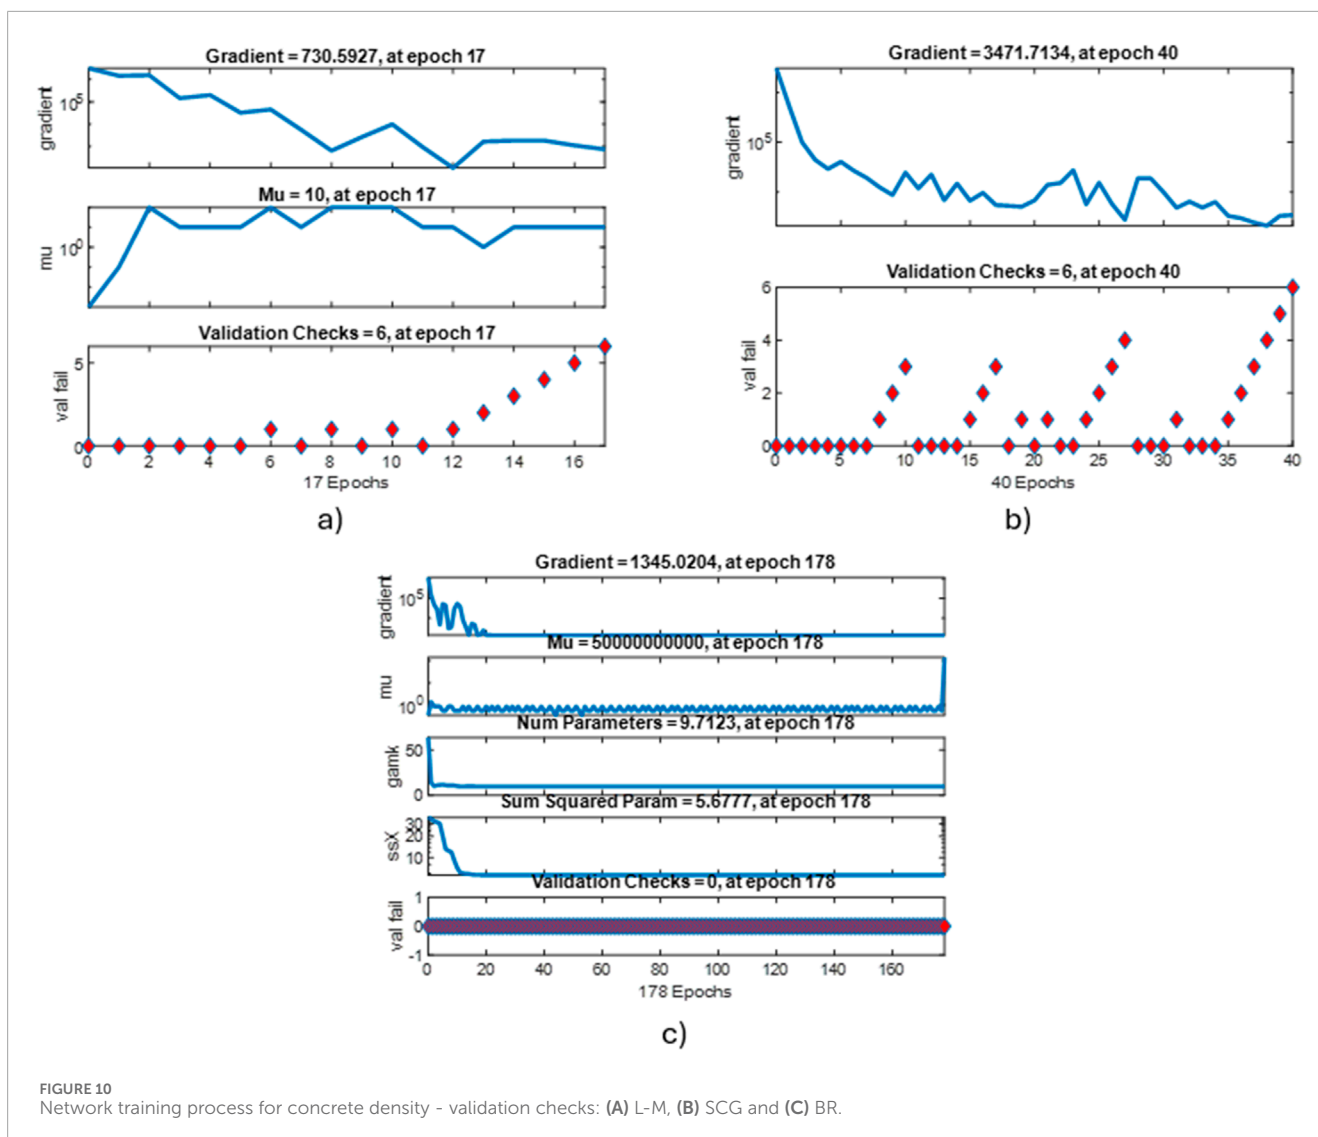 Gradient = 730.5927, at epoch 17
gradient
10^5
Mu = 10, at epoch 17
mu
10^0
Validation Checks = 6, at epoch 17
val fail
5
0
0 2 4 6 8 10 12 14 16
17 Epochs
a)
Gradient = 3471.7134, at epoch 40
gradient
10^5
Validation Checks = 6, at epoch 40
val fail
6
4
2
0
0 5 10 15 20 25 30 35 40
40 Epochs
b)
Gradient = 1345.0204, at epoch 178
gradient
10^5
Mu = 50000000000, at epoch 178
mu
10^0
Num Parameters = 9.7123, at epoch 178
gamk
50
0
Sum Squared Param = 5.6777, at epoch 178
ssX
30
20
10
Validation Checks = 0, at epoch 178
val fail
1
0
-1
0 20 40 60 80 100 120 140 160
178 Epochs
c)
FIGURE 10
Network training process for concrete density - validation checks: (A) L-M, (B) SCG and (C) BR.